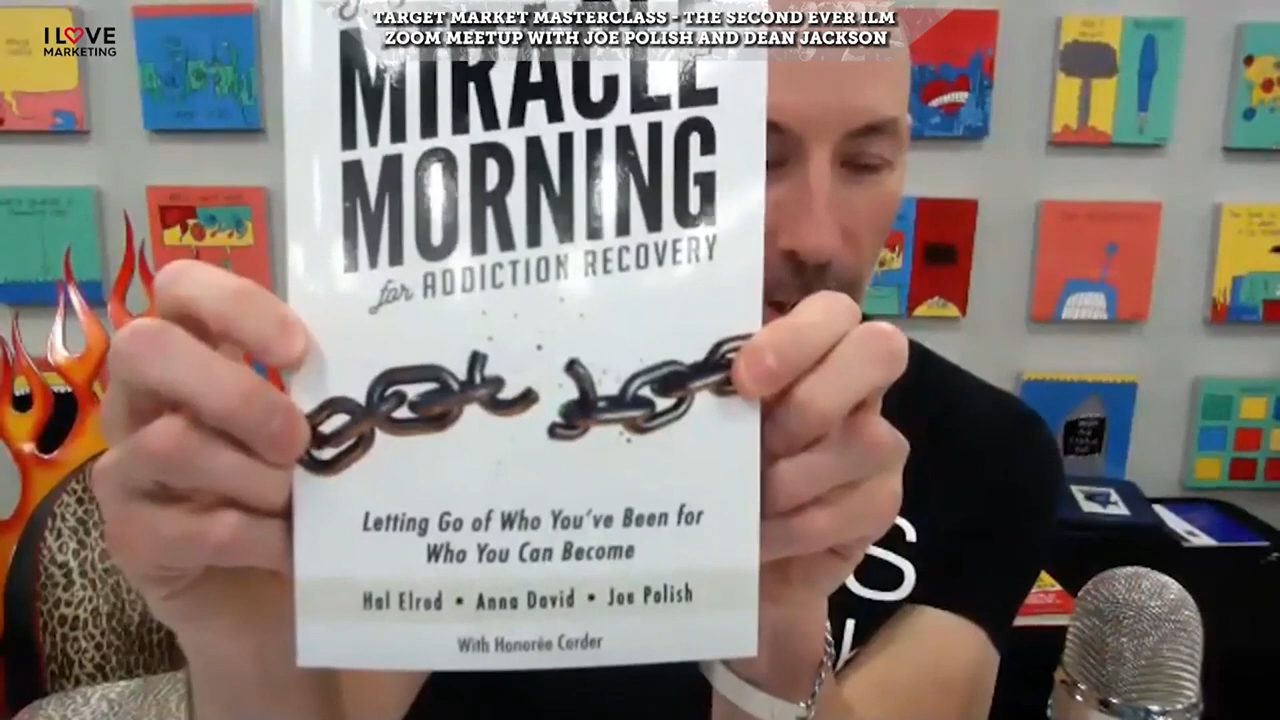 TARGET MARKET MASTERCLASS - THE SECOND EVER ILM
ZOOM MEETUP WITH JOE POLISH AND DEAN JACKSON
I LOVE
MARKETING
MIRACLE
MORNING
for ADDICTION RECOVERY
Letting Go of Who You've Been for
Who You Can Become
Hal Elrod • Anna David • Joe Polish
With Honorée Corder
S